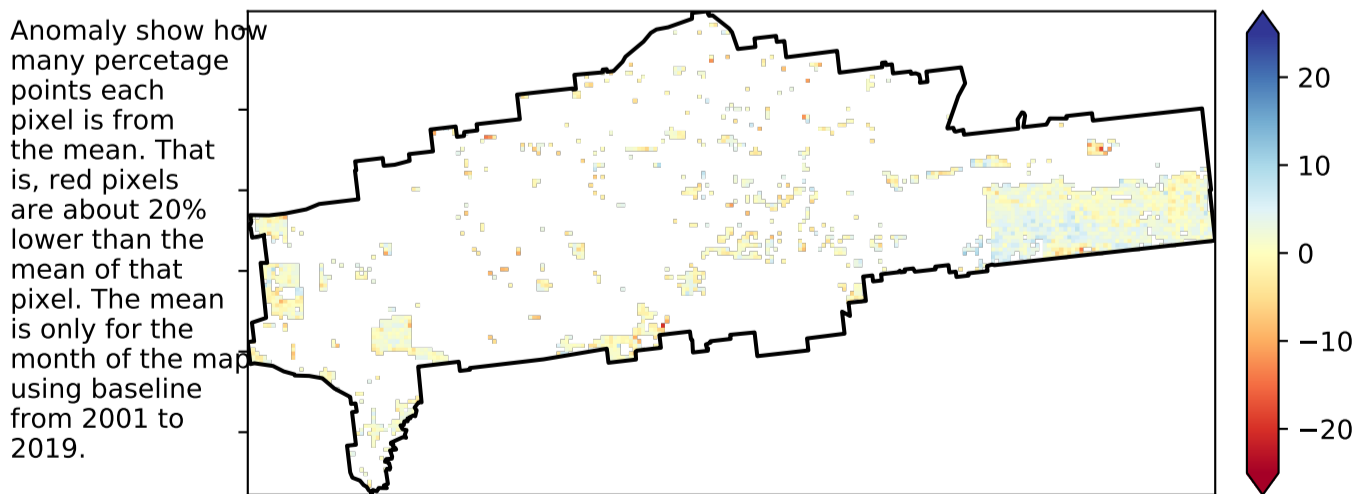 Anomaly show how
many percetage
points each
pixel is from
the mean. That
is, red pixels
are about 20%
lower than the
mean of that
pixel. The mean
is only for the
month of the map
using baseline
from 2001 to
2019.
20
10
0
−10
−20